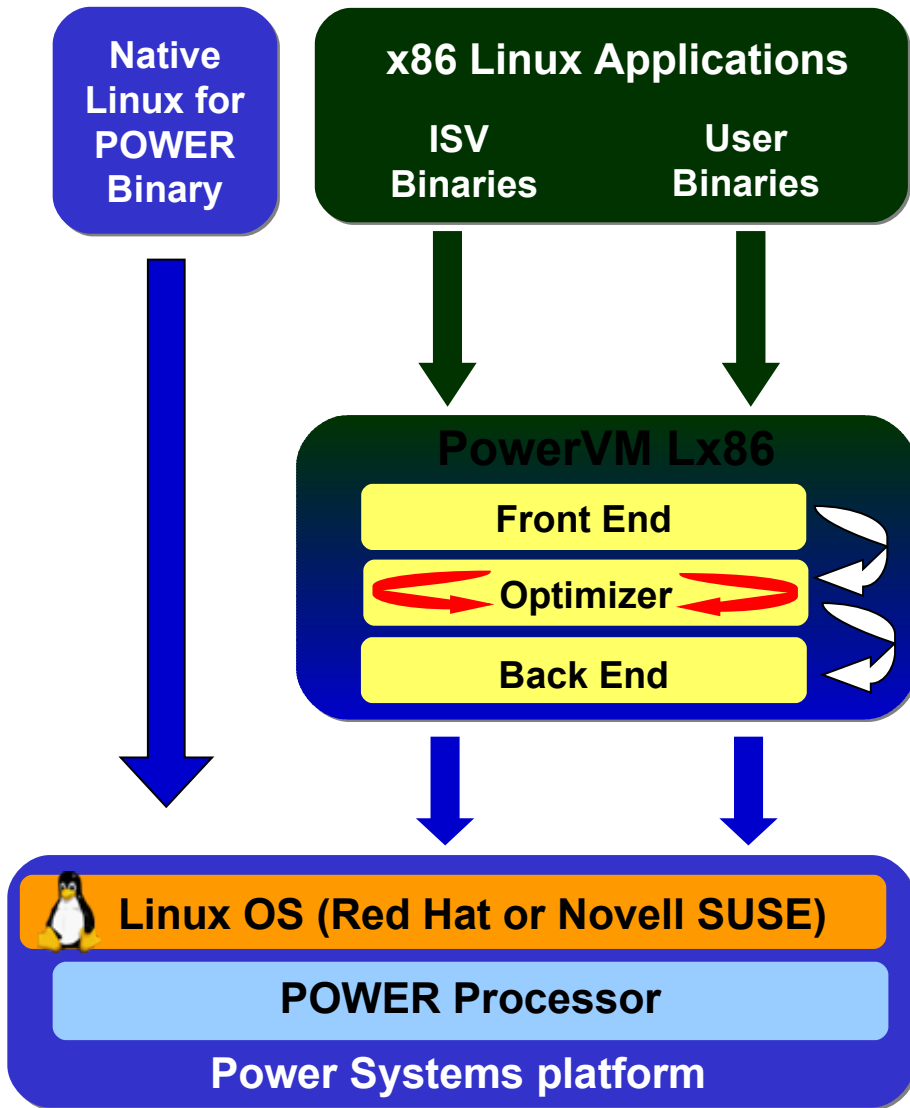 Native
Linux for
POWER
Binary
x86 Linux Applications
ISV
Binaries
User
Binaries
PowerVM Lx86
Front End
Optimizer
Back End
Linux OS (Red Hat or Novell SUSE)
POWER Processor
Power Systems platform